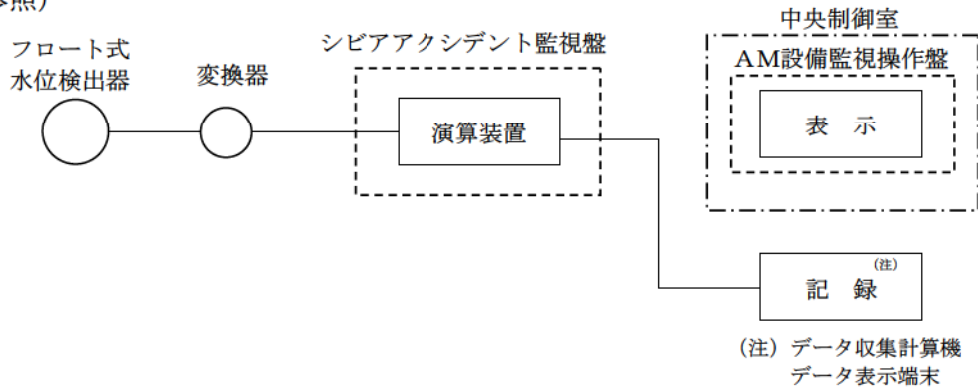 参照）
フロート式
水位検出器
変換器
シビアアクシデント監視盤
演算装置
中央制御室
ＡＭ設備監視操作盤
表　示
記　録
(注)
（注）データ収集計算機
データ表示端末